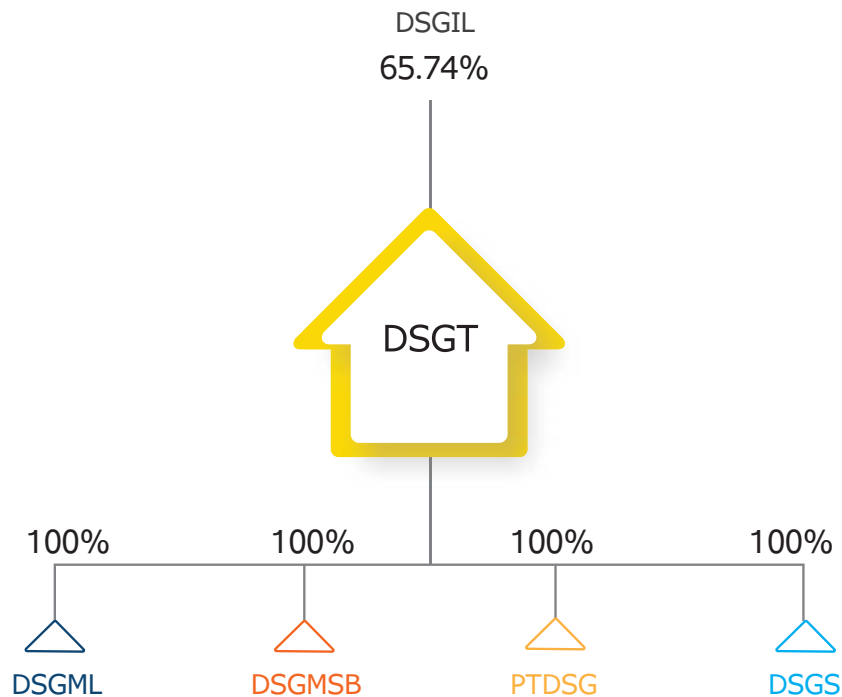 DSGIL
65.74%
DSGT
100% 100% 100% 100%
DSGML DSGMSB PTDSG DSGS